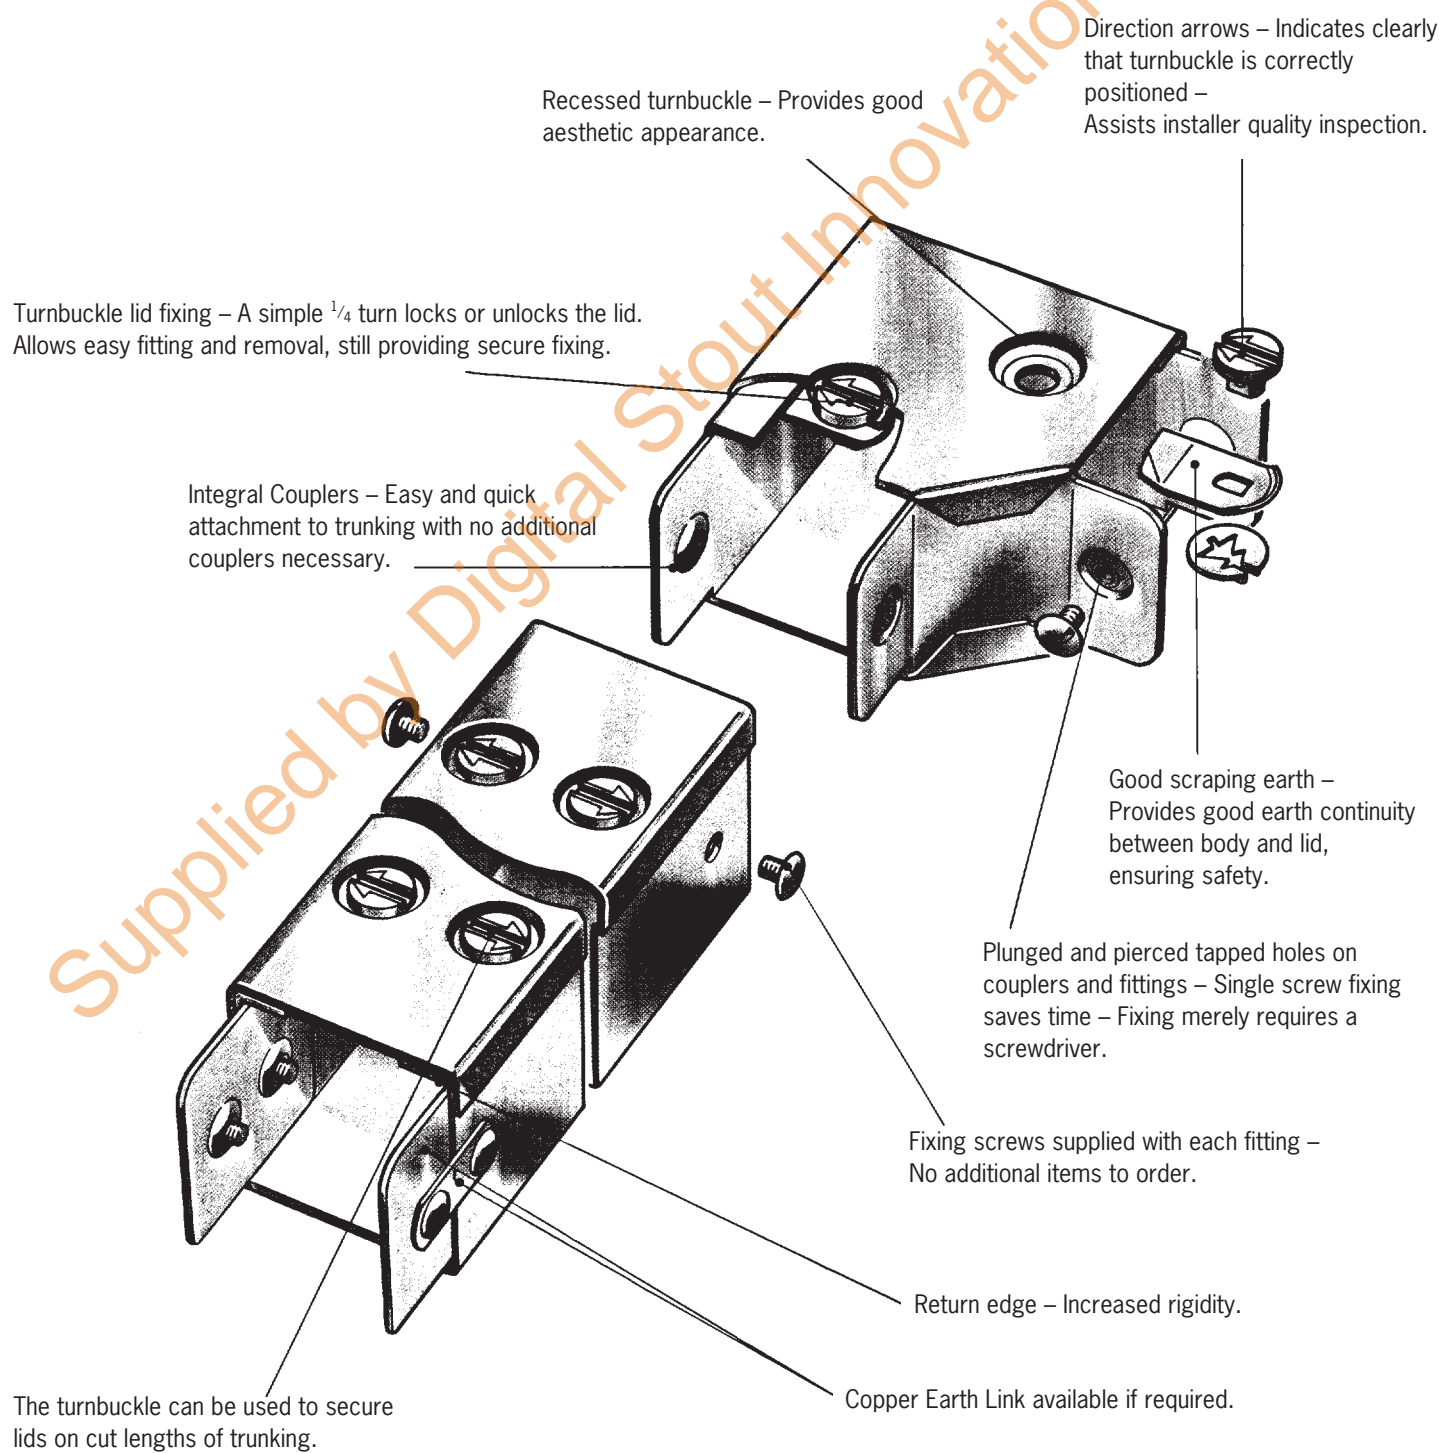 Direction arrows – Indicates clearly
that turnbuckle is correctly
positioned –
Assists installer quality inspection.
Recessed turnbuckle – Provides good
aesthetic appearance.
Turnbuckle lid fixing – A simple 1/4 turn locks or unlocks the lid.
Allows easy fitting and removal, still providing secure fixing.
Integral Couplers – Easy and quick
attachment to trunking with no additional
couplers necessary.
Good scraping earth –
Provides good earth continuity
between body and lid,
ensuring safety.
Plunged and pierced tapped holes on
couplers and fittings – Single screw fixing
saves time – Fixing merely requires a
screwdriver.
Fixing screws supplied with each fitting –
No additional items to order.
Return edge – Increased rigidity.
Copper Earth Link available if required.
The turnbuckle can be used to secure
lids on cut lengths of trunking.
Supplied by Digital Stout Innovatio